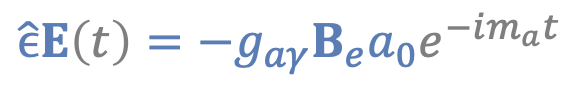 ϵ̂𝐄(t) = −g_{aγ}𝐁_e a_0 e^{−im_a t}